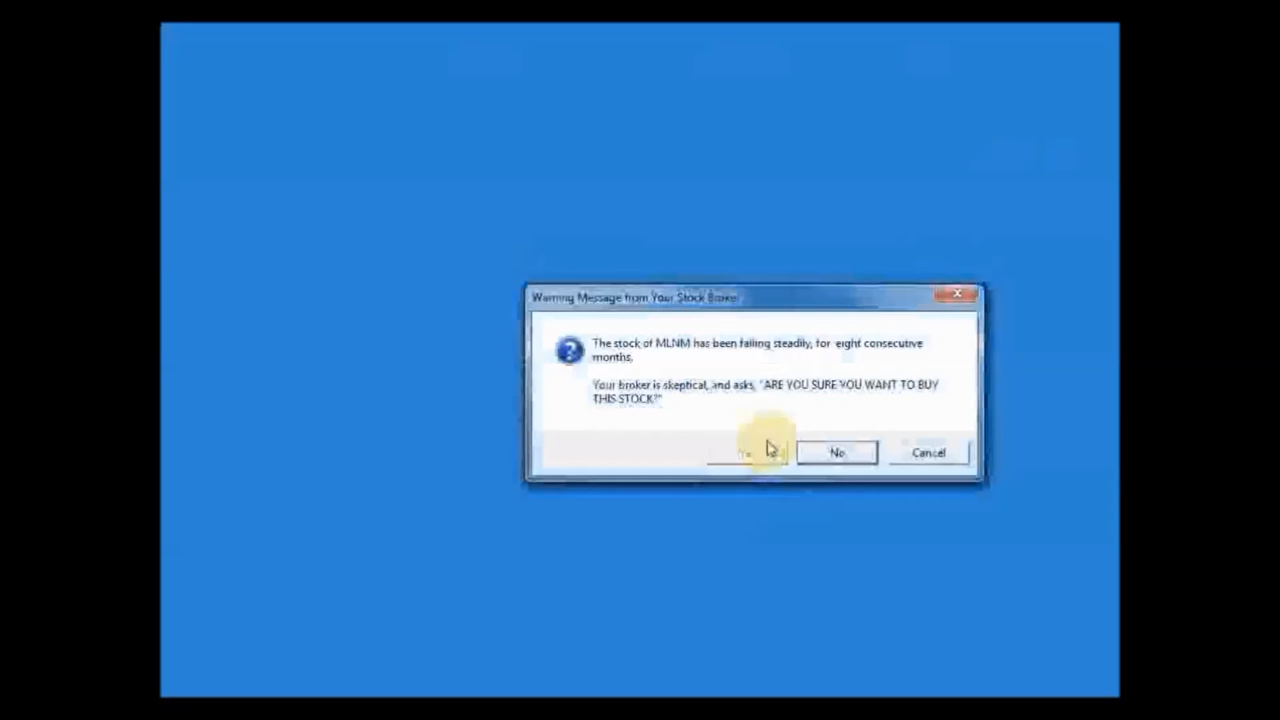 Warning Message from Your Stock Broker
The stock of MLNM has been falling steadily, for eight consecutive
months.
Your broker is skeptical, and asks, "ARE YOU SURE YOU WANT TO BUY
THIS STOCK?"
No
Cancel